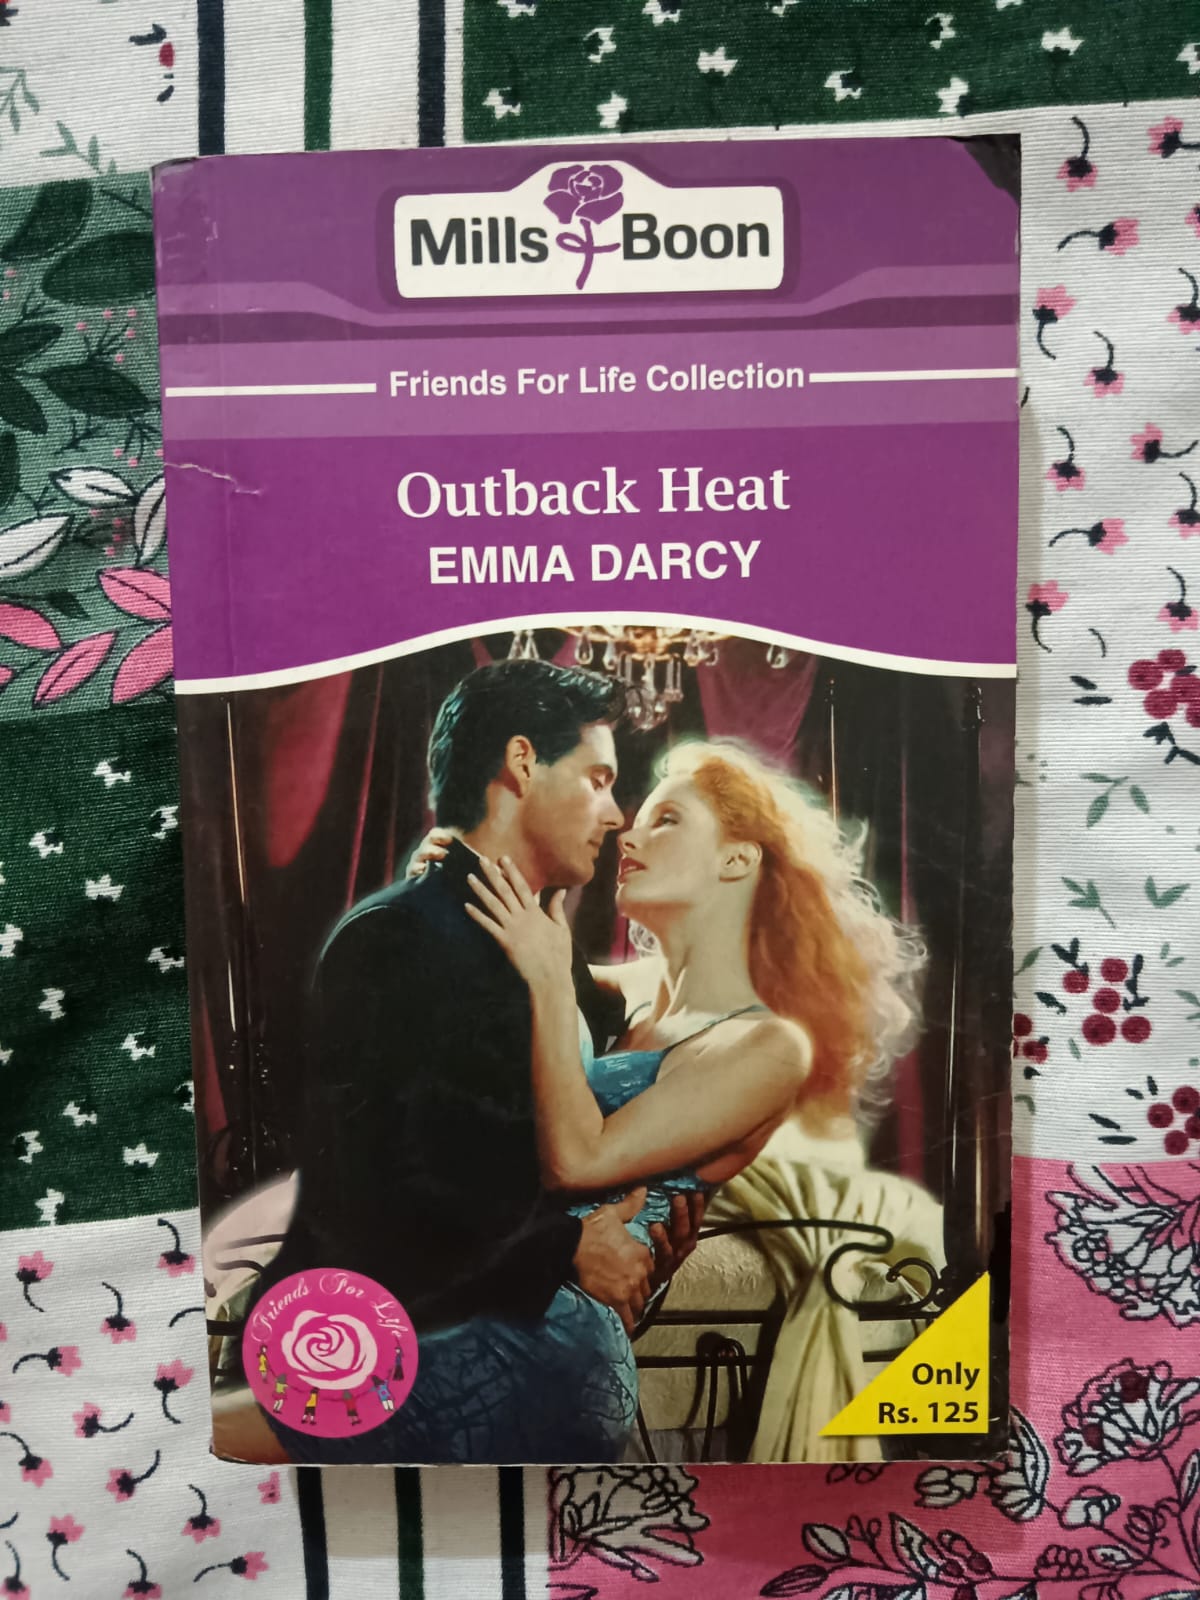 Mills & Boon
Friends For Life Collection
Outback Heat
EMMA DARCY
Friends For Life
Only
Rs. 125